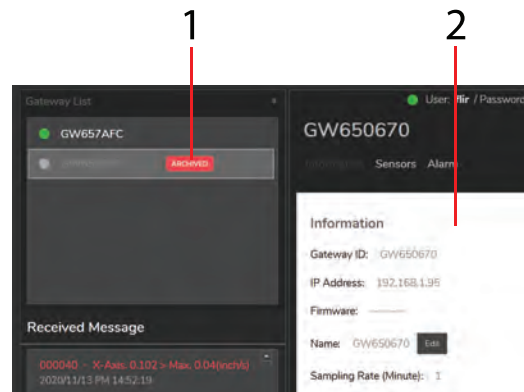 1
2
Gateway List
User: flir / Password
GW657AFC
ARCHIVED
GW650670
Information Sensors Alarm
Information
Gateway ID: GW650670
IP Address: 192.168.1.95
Firmware:
Name: GW650670 Edit
Sampling Rate (Minute): 1
Received Message
000040 - X-Axis: 0.102 > Max. 0.04(inch/s)
2020/11/13 PM 14:52:19